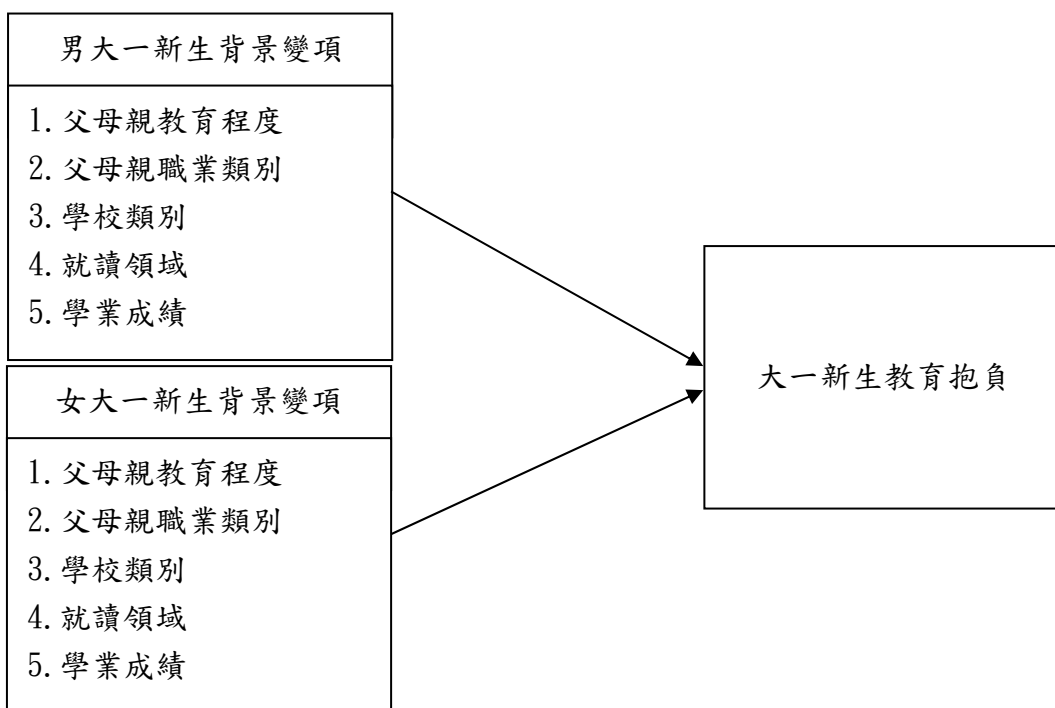 男大一新生背景變項
1.父母親教育程度
2.父母親職業類別
3.學校類別
4.就讀領域
5.學業成績
女大一新生背景變項
1.父母親教育程度
2.父母親職業類別
3.學校類別
4.就讀領域
5.學業成績
大一新生教育抱負